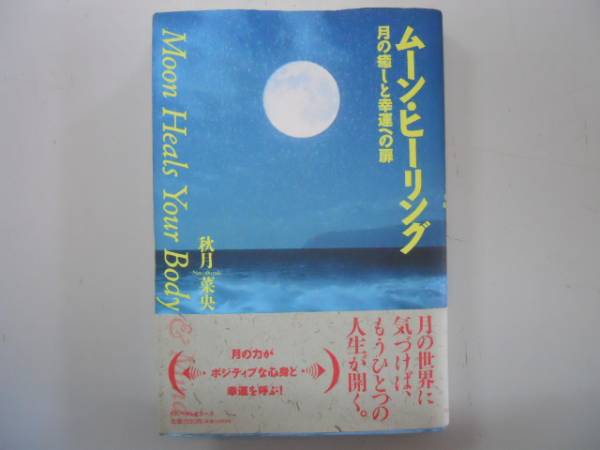 ムーン・ヒーリング
月の癒しと幸運への扉
Moon Heals Your Body &
秋月菜央
月の世界に
気づけば、
もうひとつの
人生が開く。
月の力が
ポジティブな心身と
幸運を呼ぶ!